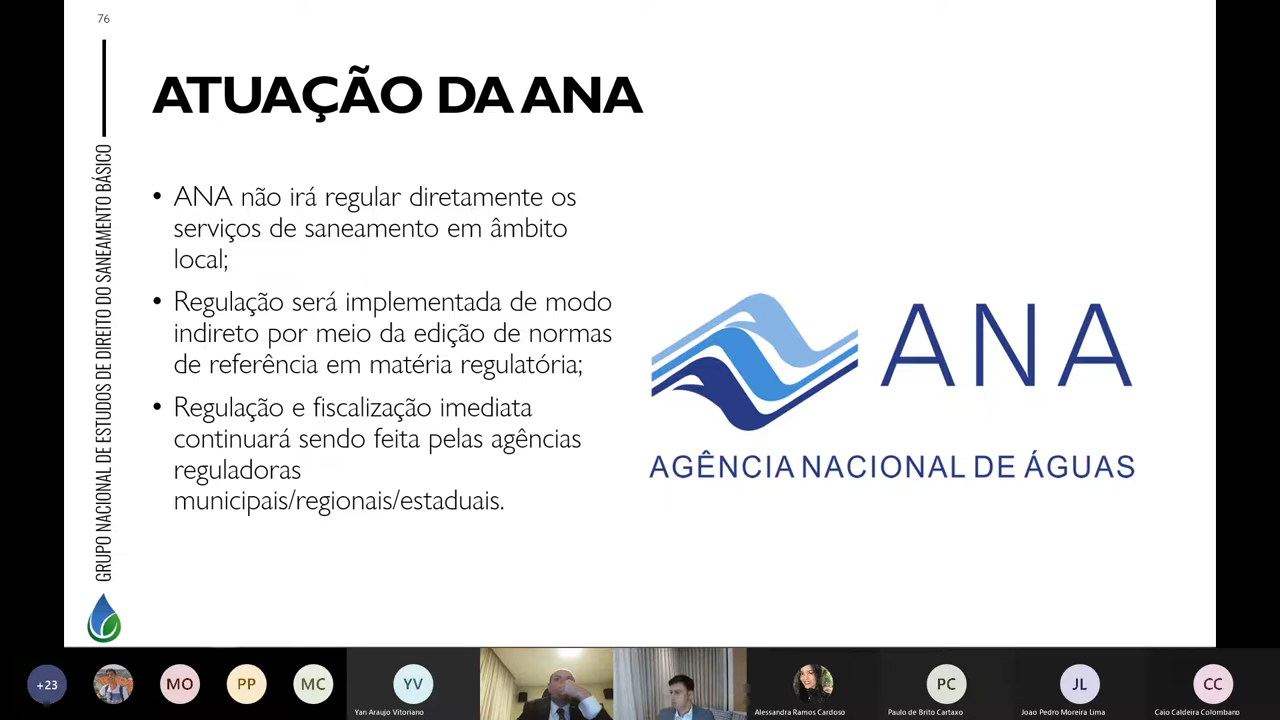 76
ATUAÇÃO DA ANA
GRUPO NACIONAL DE ESTUDOS DE DIREITO DO SANEAMENTO BÁSICO
• ANA não irá regular diretamente os
serviços de saneamento em âmbito
local;
• Regulação será implementada de modo
indireto por meio da edição de normas
de referência em matéria regulatória;
• Regulação e fiscalização imediata
continuará sendo feita pelas agências
reguladoras
municipais/regionais/estaduais.
ANA
AGÊNCIA NACIONAL DE ÁGUAS
+23
MO
PP
MC
YV
Yan Araujo Vitoriano
Alessandra Ramos Cardoso
PC
Paulo de Brito Cartaxo
JL
Joao Pedro Moreira Lima
CC
Caio Caldeira Colombano